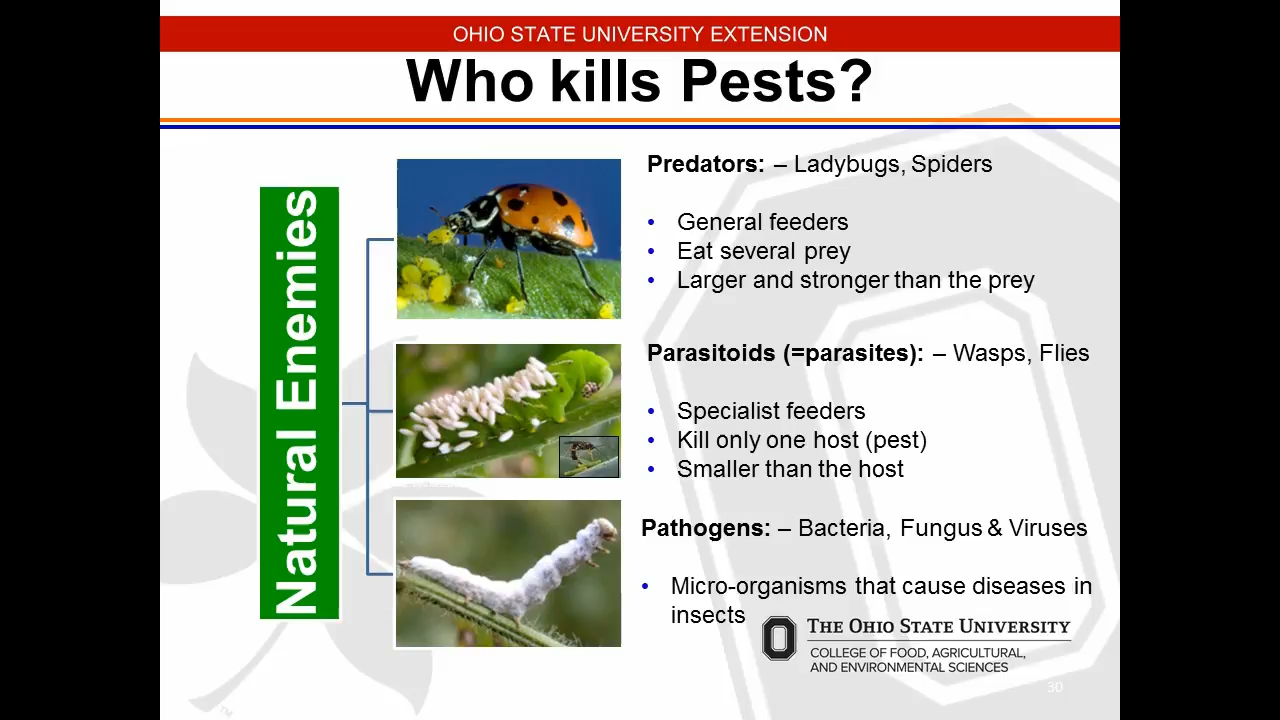 OHIO STATE UNIVERSITY EXTENSION
Who kills Pests?
Natural Enemies
Predators: – Ladybugs, Spiders
• General feeders
• Eat several prey
• Larger and stronger than the prey
Parasitoids (=parasites): – Wasps, Flies
• Specialist feeders
• Kill only one host (pest)
• Smaller than the host
Pathogens: – Bacteria, Fungus & Viruses
• Micro-organisms that cause diseases in
insects
THE OHIO STATE UNIVERSITY
COLLEGE OF FOOD, AGRICULTURAL,
AND ENVIRONMENTAL SCIENCES
30
TM